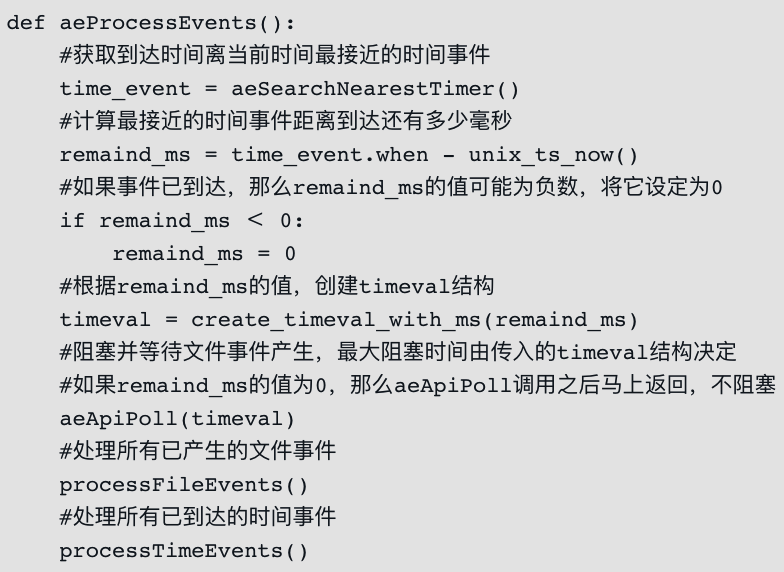 def aeProcessEvents():
#获取到达时间离当前时间最接近的时间事件
time_event = aeSearchNearestTimer()
#计算最接近的时间事件距离到达还有多少毫秒
remaind_ms = time_event.when - unix_ts_now()
#如果事件已到达，那么remaind_ms的值可能为负数，将它设定为0
if remaind_ms < 0:
remaind_ms = 0
#根据remaind_ms的值，创建timeval结构
timeval = create_timeval_with_ms(remaind_ms)
#阻塞并等待文件事件产生，最大阻塞时间由传入的timeval结构决定
#如果remaind_ms的值为0，那么aeApiPoll调用之后马上返回，不阻塞
aeApiPoll(timeval)
#处理所有已产生的文件事件
processFileEvents()
#处理所有已到达的时间事件
processTimeEvents()